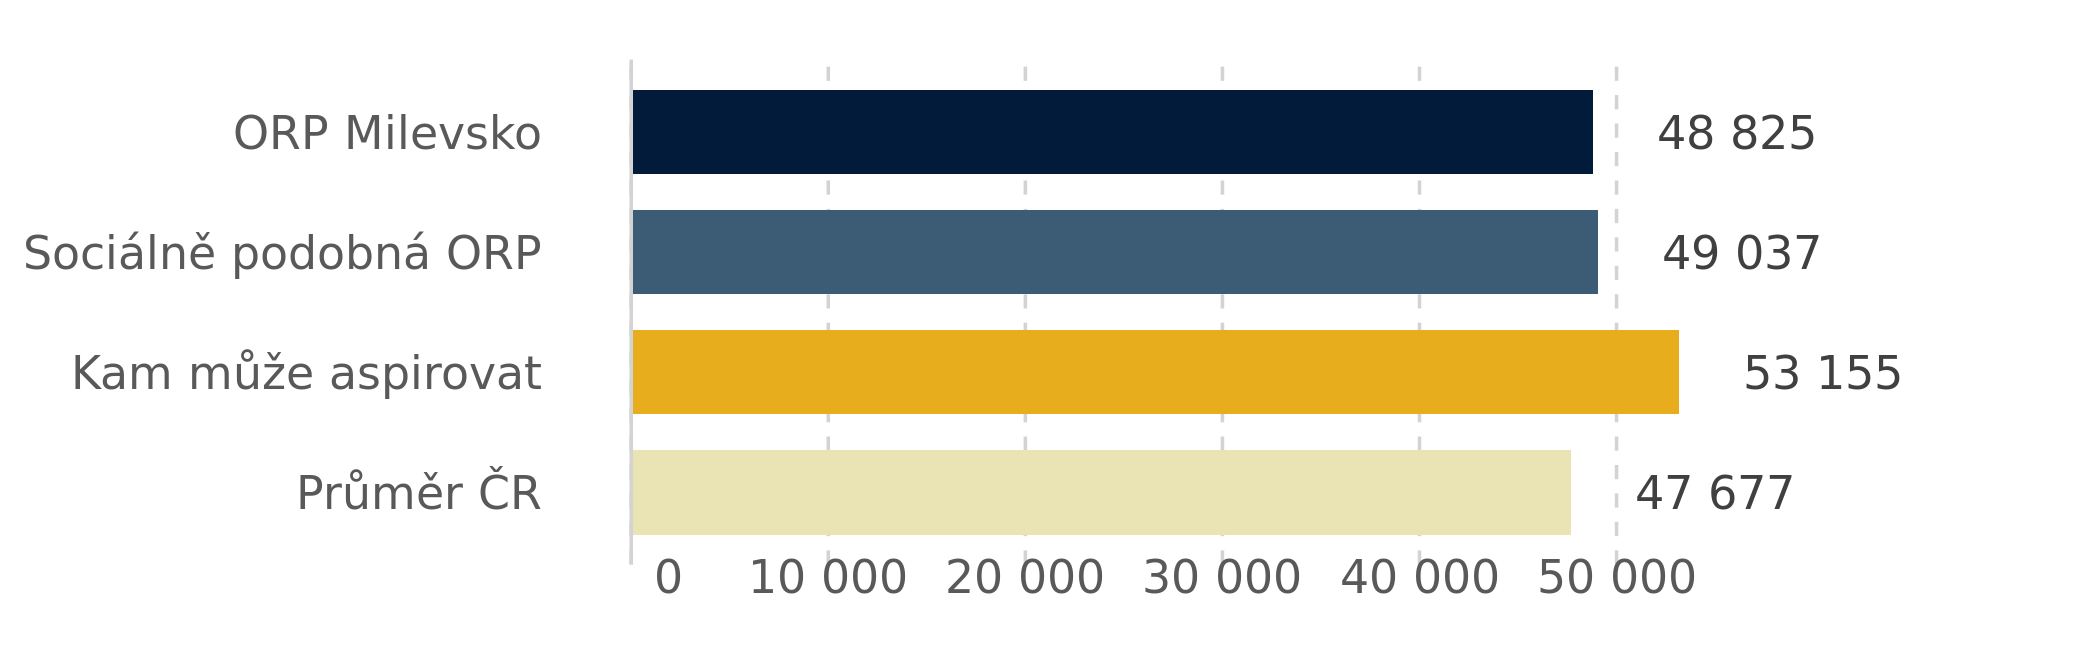 ORP Milevsko 48 825
Sociálně podobná ORP 49 037
Kam může aspirovat 53 155
Průměr ČR 47 677
0 10 000 20 000 30 000 40 000 50 000